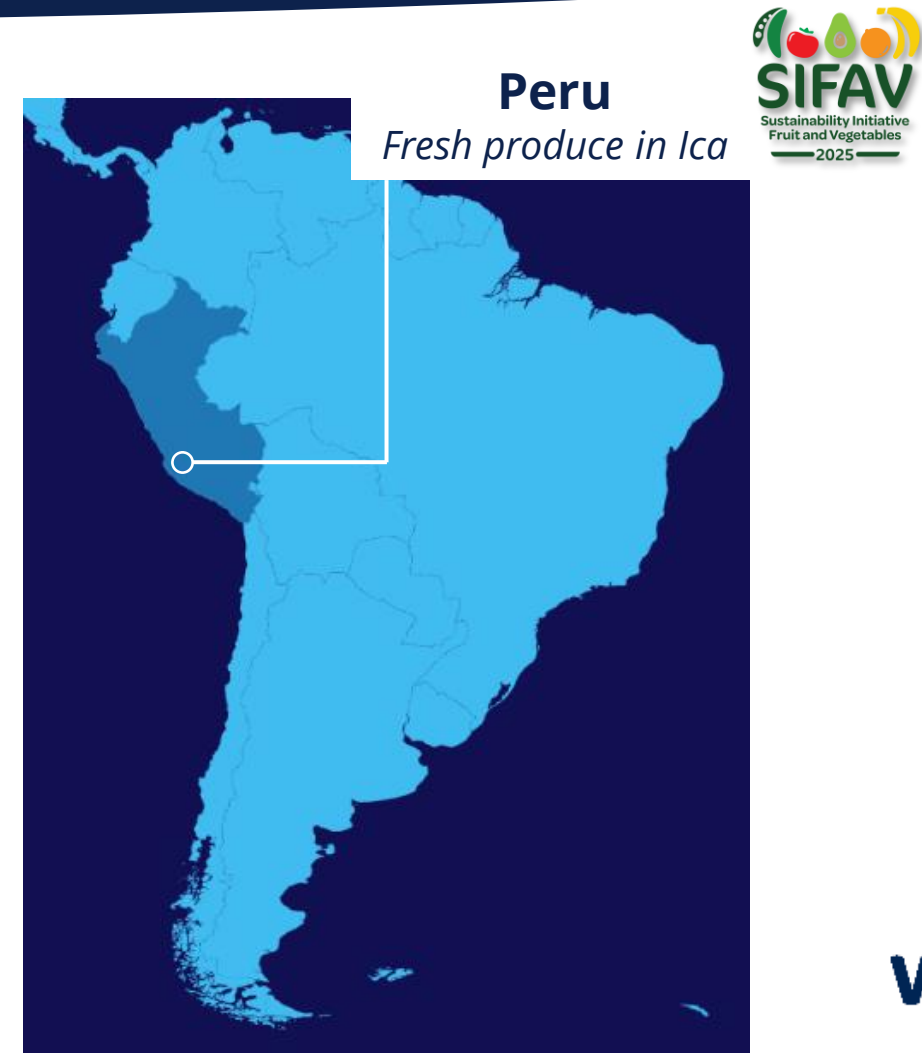 Peru
Fresh produce in Ica
SIFAV
Sustainability Initiative
Fruit and Vegetables
2025